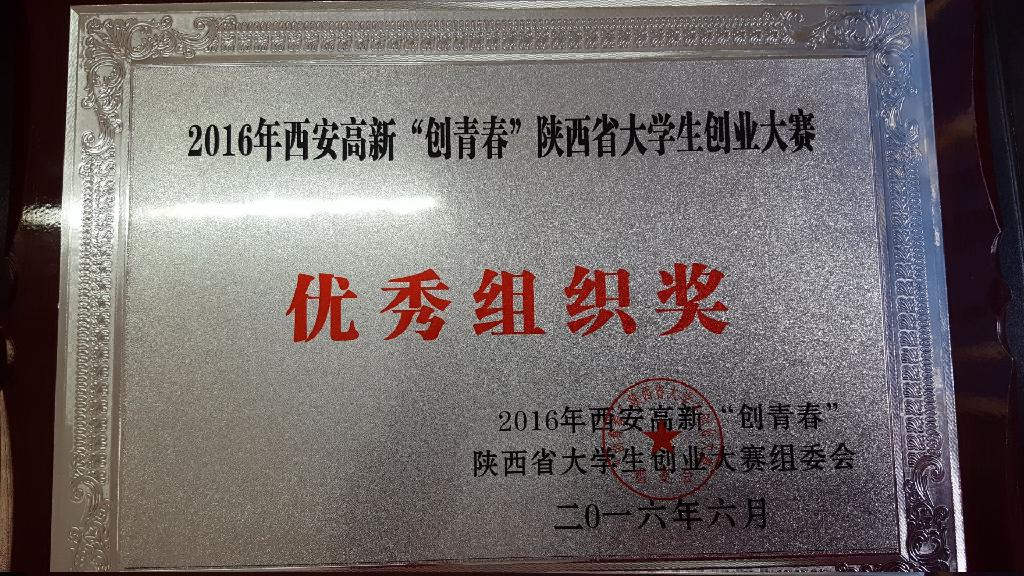 2016年西安高新“创青春”陕西省大学生创业大赛
优秀组织奖
2016年西安高新“创青春”
陕西省大学生创业大赛组委会
二0一六年六月